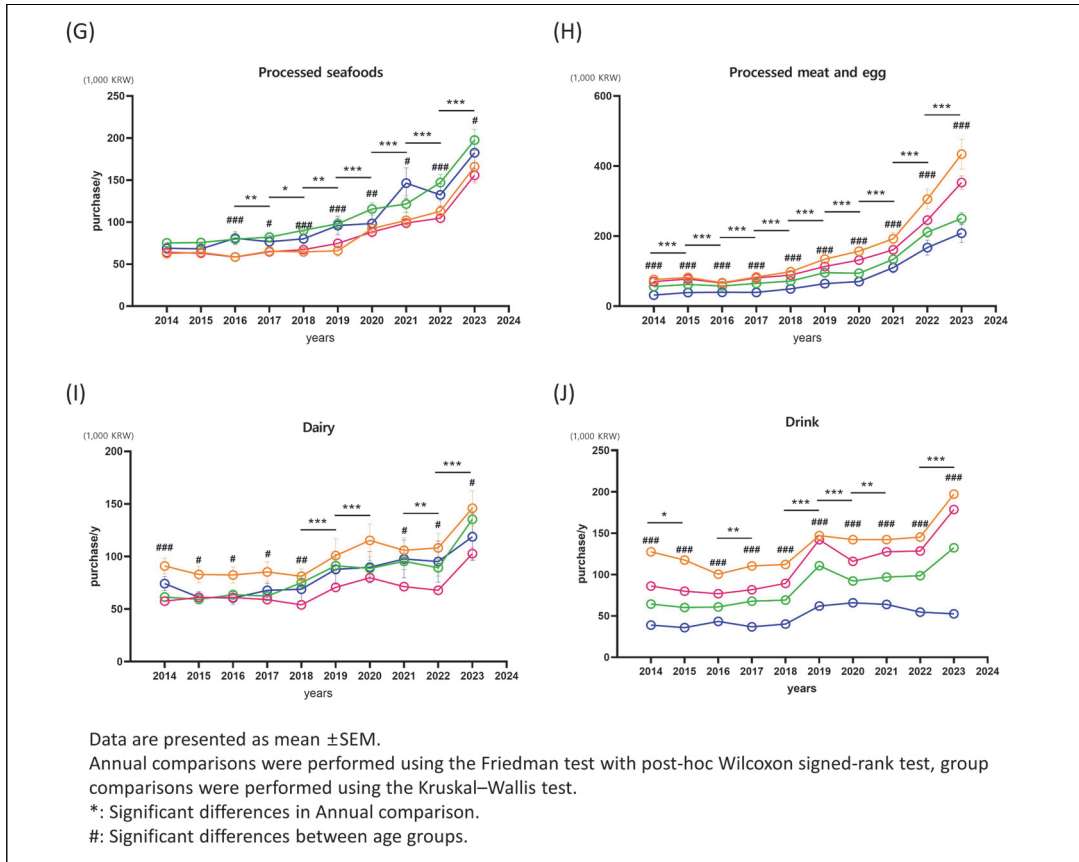 (G)
Processed seafoods
(1,000 KRW)
purchase/y
250
200
150
100
50
0
*** 
#
***
***
#
###
***
##
**
###
*
###
**
###
#
2014 2015 2016 2017 2018 2019 2020 2021 2022 2023 2024
years
(H)
Processed meat and egg
(1,000 KRW)
purchase/y
600
400
200
0
***
###
***
###
***
###
***
###
***
###
***
###
***
###
***
###
***
###
###
2014 2015 2016 2017 2018 2019 2020 2021 2022 2023 2024
years
(I)
Dairy
(1,000 KRW)
purchase/y
200
150
100
50
0
***
#
***
***
**
#
#
###
#
#
#
##
2014 2015 2016 2017 2018 2019 2020 2021 2022 2023 2024
years
(J)
Drink
(1,000 KRW)
purchase/y
250
200
150
100
50
0
***
###
***
***
**
*
###
###
###
###
###
###
**
###
###
###
2014 2015 2016 2017 2018 2019 2020 2021 2022 2023 2024
years
Data are presented as mean ±SEM.
Annual comparisons were performed using the Friedman test with post-hoc Wilcoxon signed-rank test, group
comparisons were performed using the Kruskal–Wallis test.
*: Significant differences in Annual comparison.
#: Significant differences between age groups.